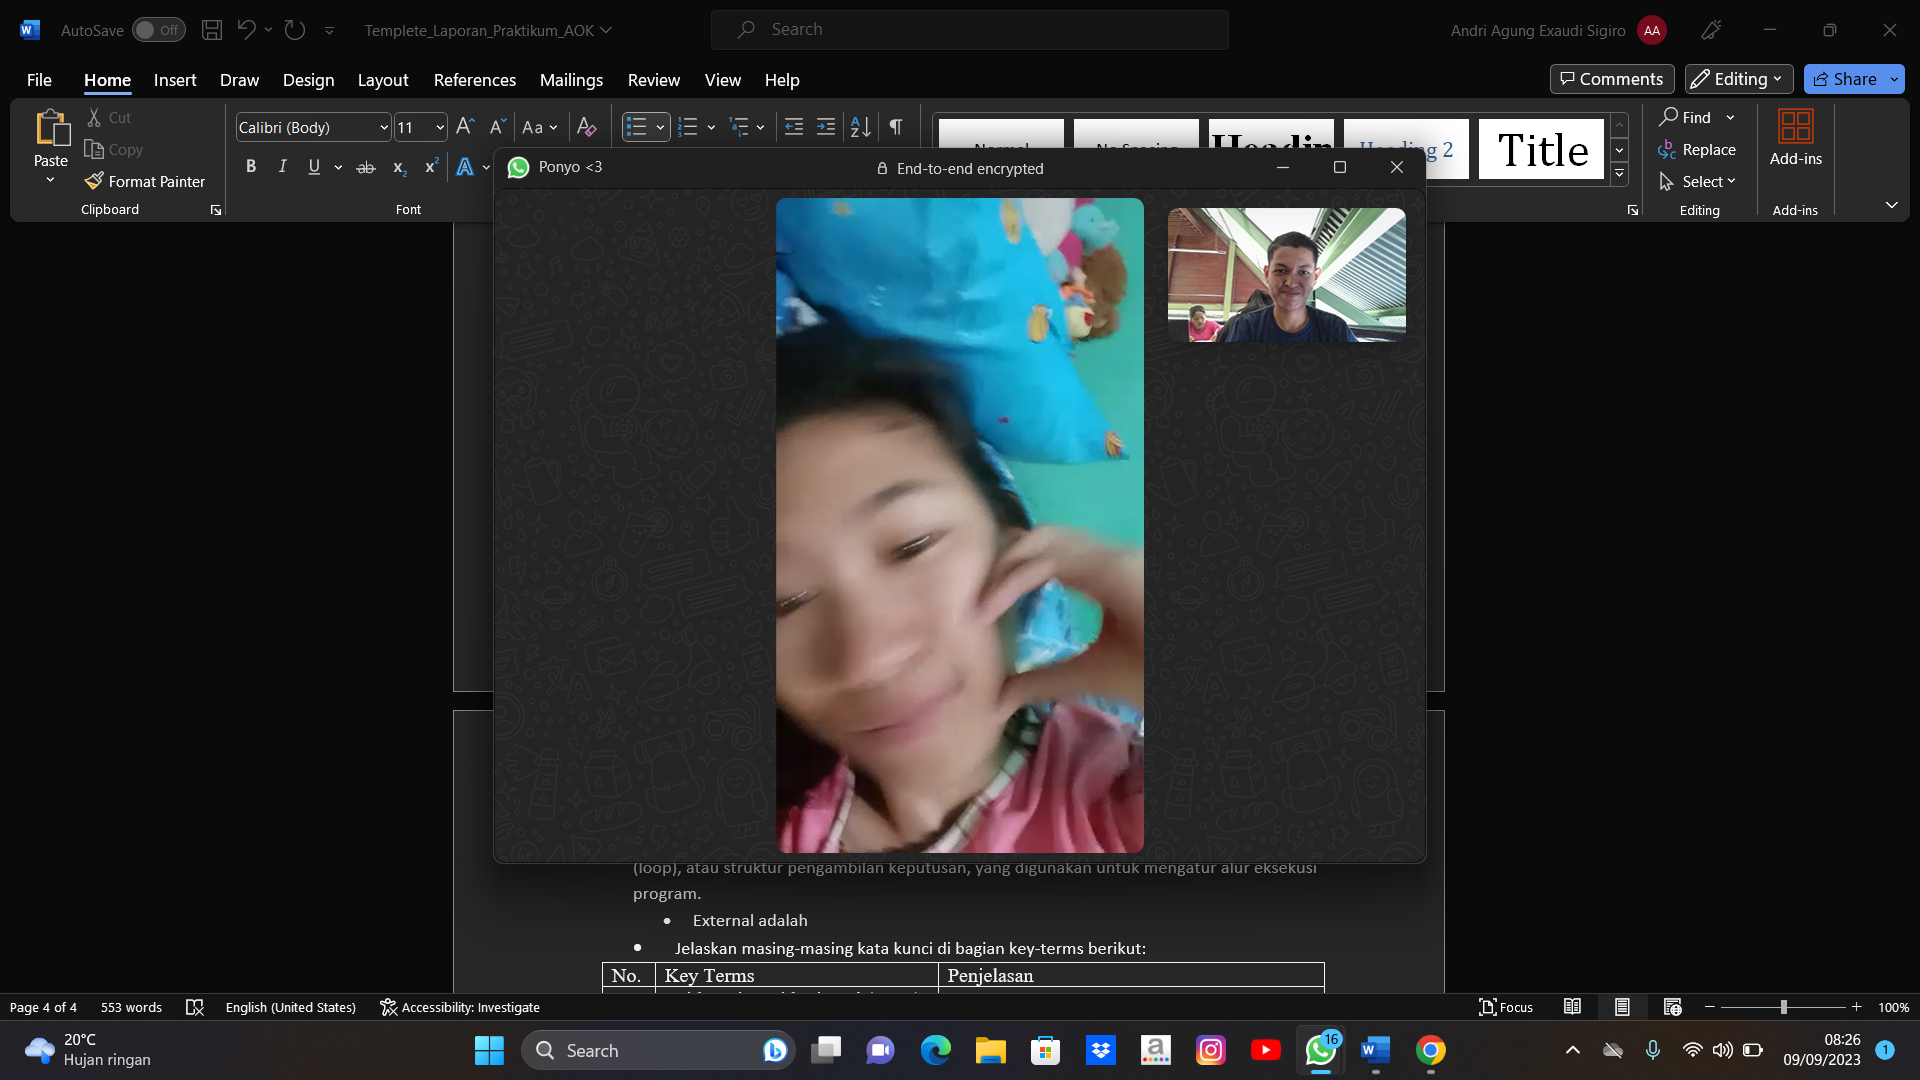 AutoSave Off Templete_Laporan_Praktikum_AOK Search Andri Agung Exaudi Sigiro AA
File Home Insert Draw Design Layout References Mailings Review View Help Comments Editing Share
Paste Cut Copy Format Painter
Clipboard
Calibri (Body) 11 Aa
B I U ab x₂ x² A
Font
Heading 2 Title
Find
Replace
Select
Editing
Add-ins
Add-ins
Ponyo <3 End-to-end encrypted
(loop), atau struktur pengambilan keputusan, yang digunakan untuk mengatur alur eksekusi
program.
• External adalah
• Jelaskan masing-masing kata kunci di bagian key-terms berikut:
No. Key Terms Penjelasan
Page 4 of 4 553 words English (United States) Accessibility: Investigate Focus 100%
20°C
Hujan ringan
Search
16
08:26
09/09/2023
1